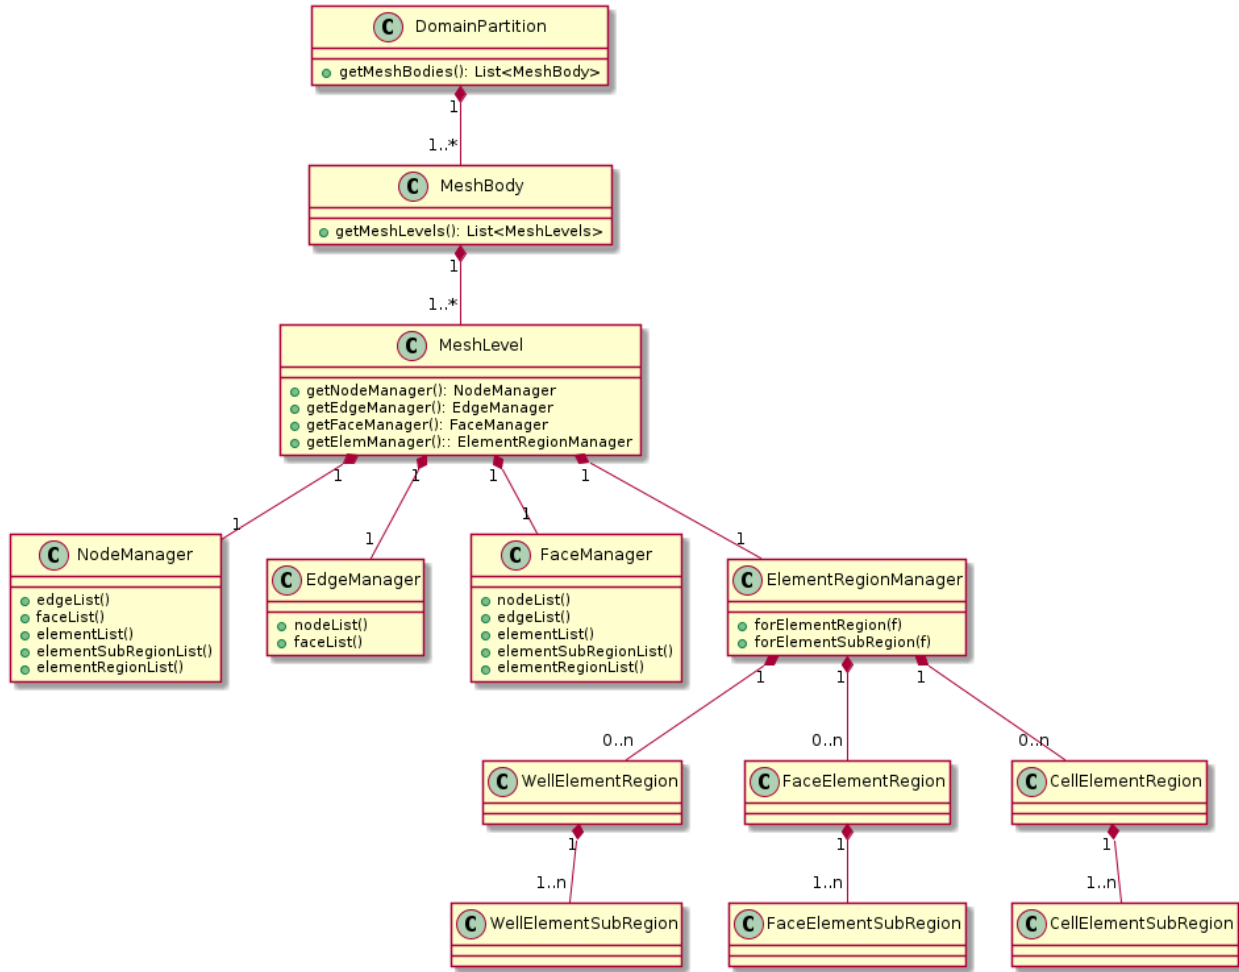 C DomainPartition
getMeshBodies(): List<MeshBody>
1
1..*
C MeshBody
getMeshLevels(): List<MeshLevels>
1
1..*
C MeshLevel
getNodeManager(): NodeManager
getEdgeManager(): EdgeManager
getFaceManager(): FaceManager
getElemManager():: ElementRegionManager
1 1 1 1
1 1 1 1
C NodeManager
edgeList()
faceList()
elementList()
elementSubRegionList()
elementRegionList()
C EdgeManager
nodeList()
faceList()
C FaceManager
nodeList()
edgeList()
elementList()
elementSubRegionList()
elementRegionList()
C ElementRegionManager
forElementRegion(f)
forElementSubRegion(f)
1 1 1
0..n 0..n 0..n
C WellElementRegion
C FaceElementRegion
C CellElementRegion
1 1 1
1..n 1..n 1..n
C WellElementSubRegion
C FaceElementSubRegion
C CellElementSubRegion